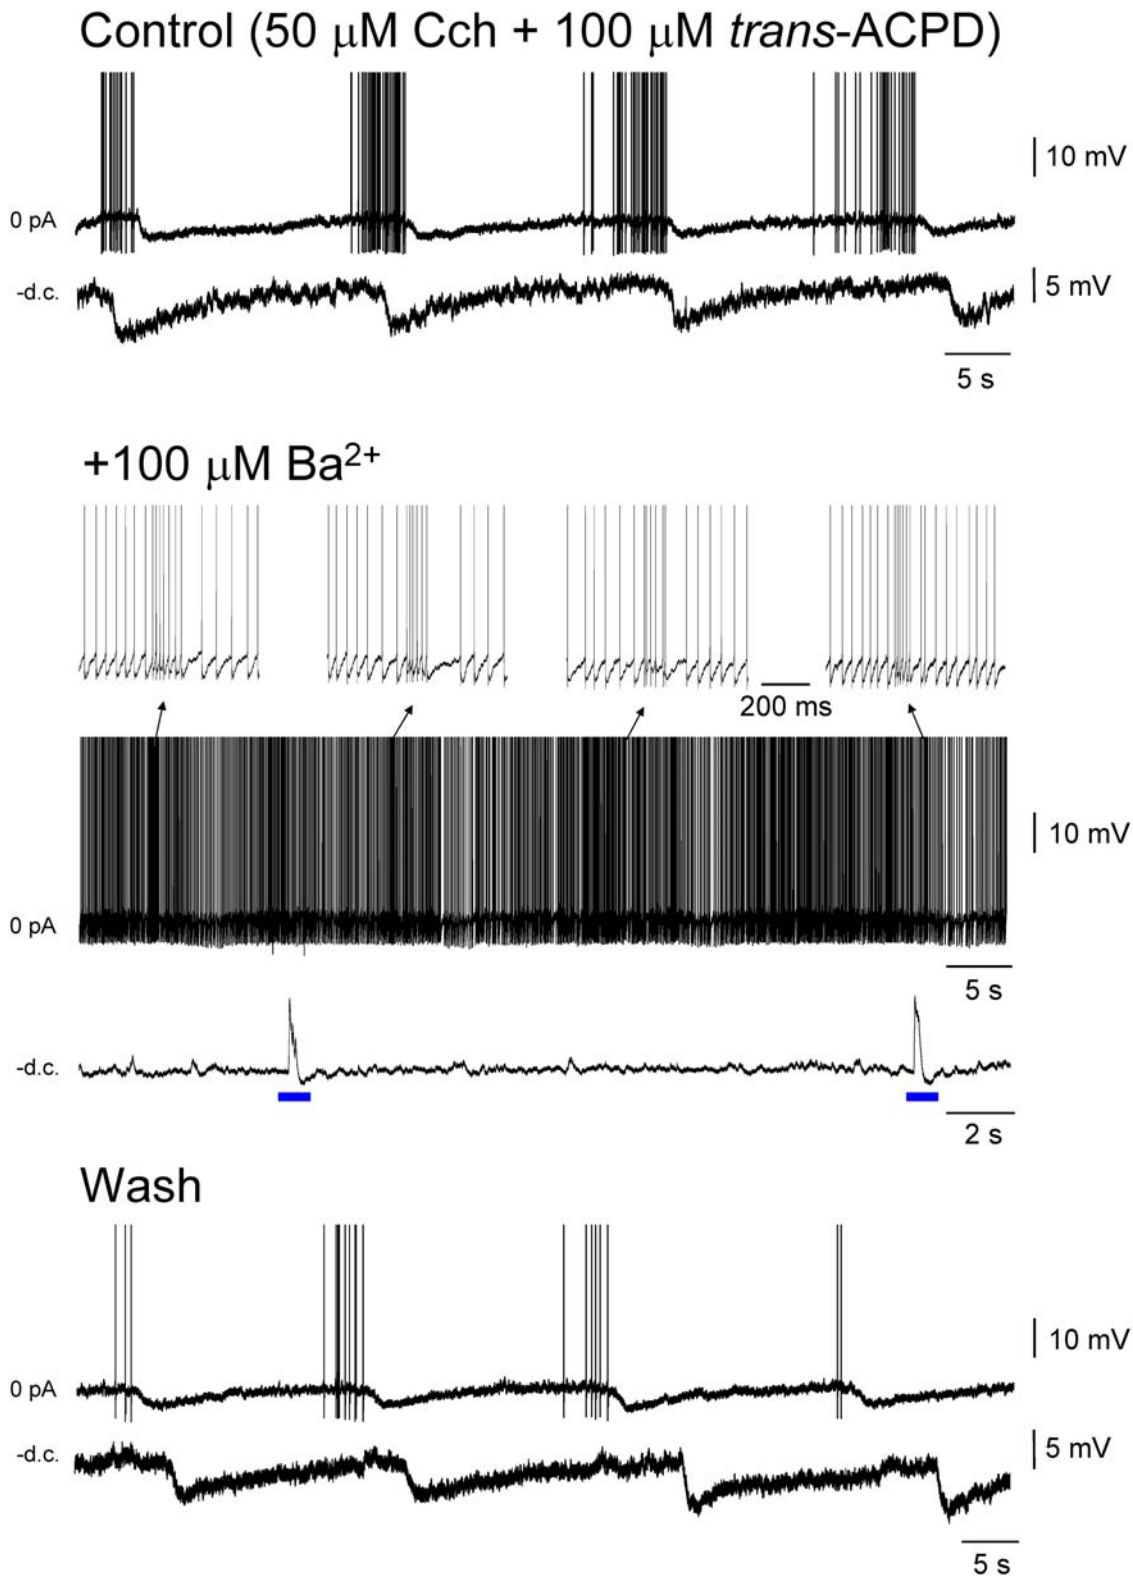 Control (50 μM Cch + 100 μM trans-ACPD)
10 mV
0 pA
-d.c.
5 mV
5 s
+100 μM Ba²⁺
200 ms
10 mV
0 pA
5 s
-d.c.
2 s
Wash
10 mV
0 pA
-d.c.
5 mV
5 s